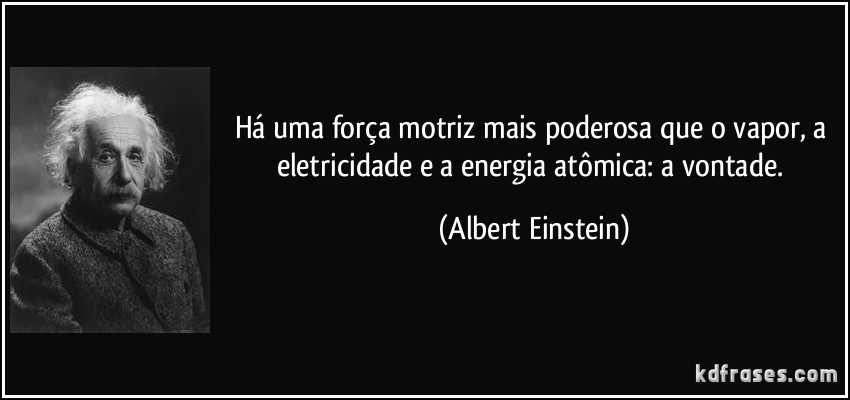 Há uma força motriz mais poderosa que o vapor, a
eletricidade e a energia atômica: a vontade.
(Albert Einstein)
kdfrases.com